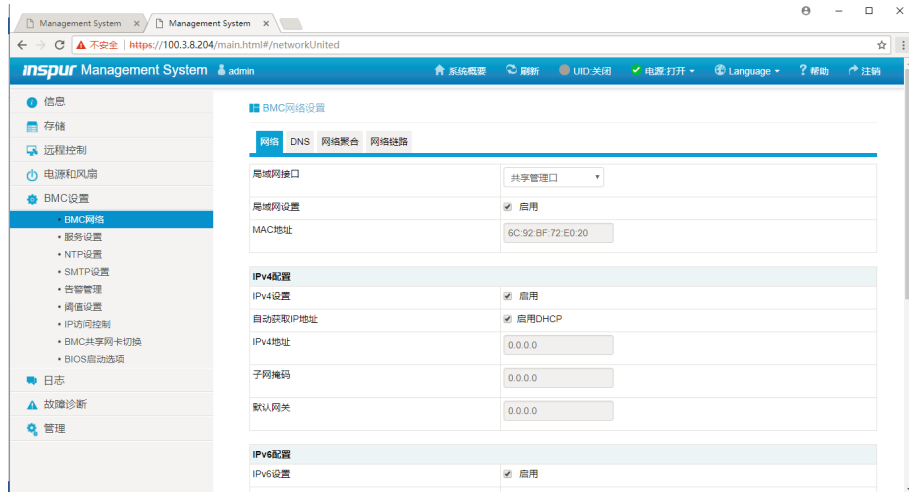 Management System
Management System
不安全 | https://100.3.8.204/main.html#/networkUnited
inspur Management System admin 系统概要 刷新 UID:关闭 电源:打开 Language 帮助 注销
信息
存储
远程控制
电源和风扇
BMC设置
• BMC网络
• 服务设置
• NTP设置
• SMTP设置
• 告警管理
• 阈值设置
• IP访问控制
• BMC共享网卡切换
• BIOS启动选项
日志
故障诊断
管理
BMC网络设置
网络 DNS 网络聚合 网络链路
局域网接口 共享管理口
局域网设置 启用
MAC地址 6C:92:BF:72:E0:20
IPv4配置
IPv4设置 启用
自动获取IP地址 启用DHCP
IPv4地址 0.0.0.0
子网掩码 0.0.0.0
默认网关 0.0.0.0
IPv6配置
IPv6设置 启用